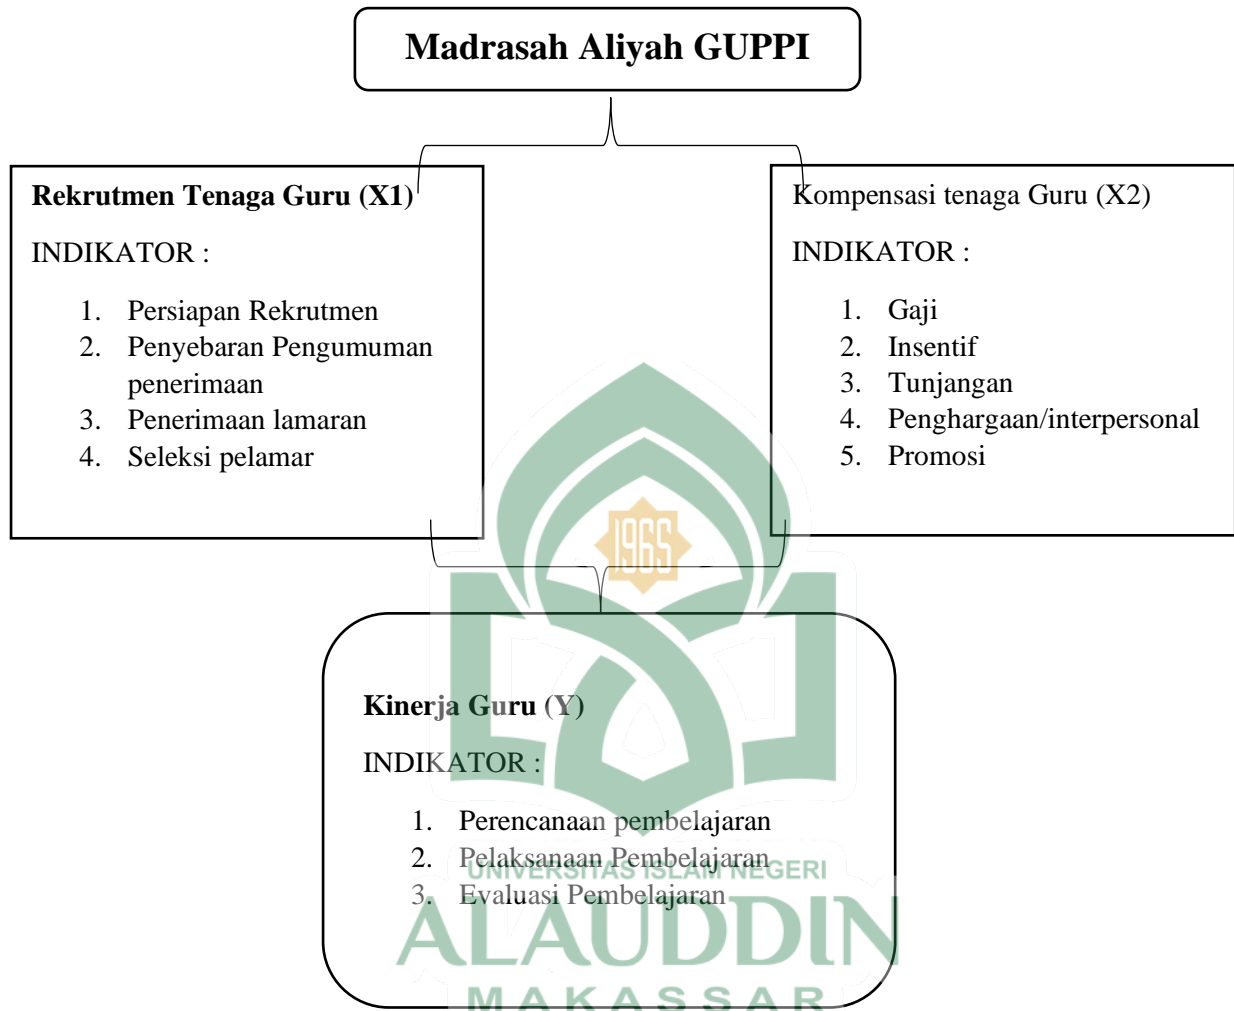 Madrasah Aliyah GUPPI
Rekrutmen Tenaga Guru (X1)
INDIKATOR :
1. Persiapan Rekrutmen
2. Penyebaran Pengumuman
penerimaan
3. Penerimaan lamaran
4. Seleksi pelamar
Kompensasi tenaga Guru (X2)
INDIKATOR :
1. Gaji
2. Insentif
3. Tunjangan
4. Penghargaan/interpersonal
5. Promosi
1965
Kinerja Guru (Y)
INDIKATOR :
1. Perencanaan pembelajaran
2. Pelaksanaan Pembelajaran
3. Evaluasi Pembelajaran
UNIVERSITAS ISLAM NEGERI
ALAUDDIN
MAKASSAR